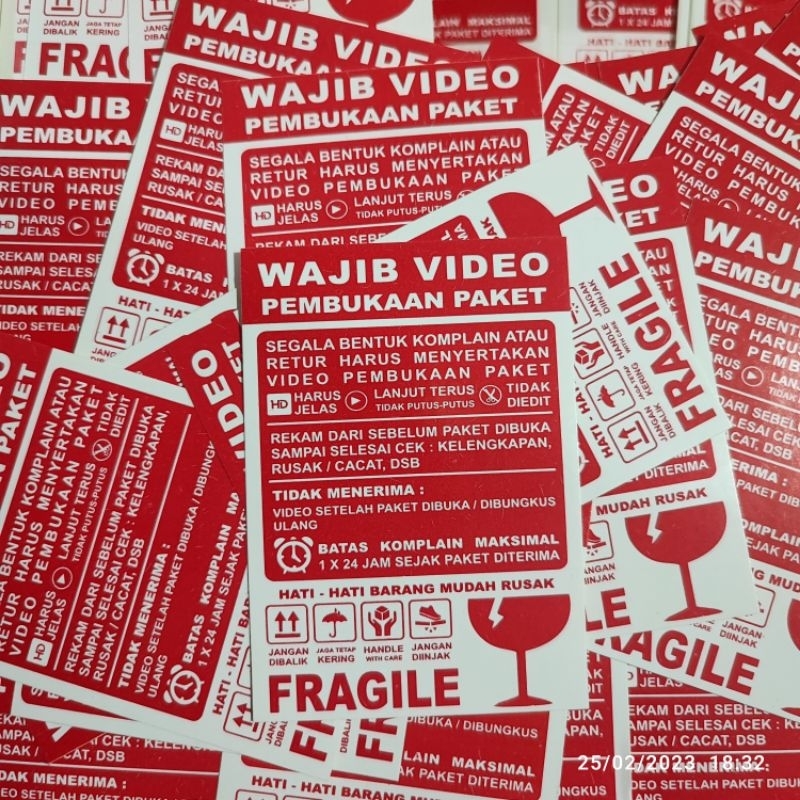 WAJIB VIDEO
PEMBUKAAN PAKET
SEGALA BENTUK KOMPLAIN ATAU
RETUR HARUS MENYERTAKAN
VIDEO PEMBUKAAN PAKET
HD HARUS JELAS
LANJUT TERUS
TIDAK PUTUS-PUTUS
TIDAK DIEDIT
REKAM DARI SEBELUM PAKET DIBUKA
SAMPAI SELESAI CEK : KELENGKAPAN,
RUSAK / CACAT, DSB
TIDAK MENERIMA :
VIDEO SETELAH PAKET DIBUKA / DIBUNGKUS
ULANG
BATAS KOMPLAIN MAKSIMAL
1 X 24 JAM SEJAK PAKET DITERIMA
HATI - HATI BARANG MUDAH RUSAK
JANGAN DIBALIK
JAGA TETAP KERING
HANDLE WITH CARE
JANGAN DIINJAK
FRAGILE
25/02/2023 18:32